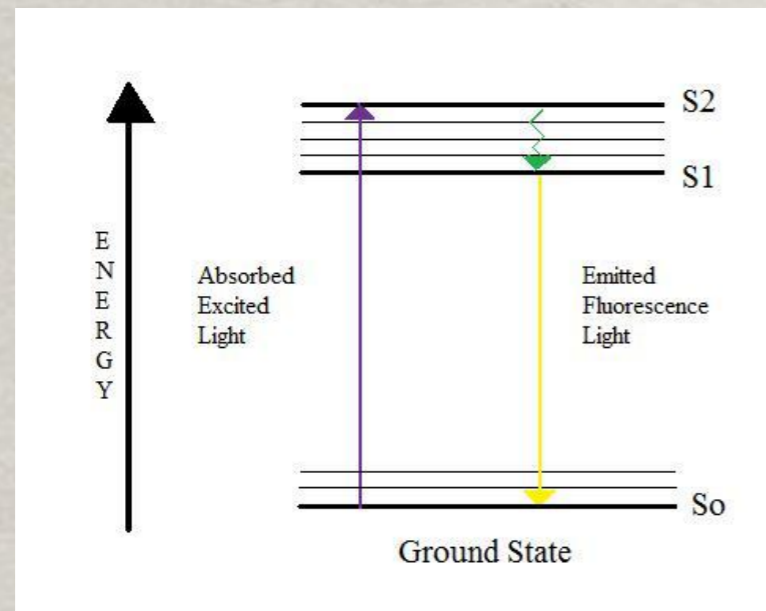 S2
S1
E
N
E
R
G
Y
Absorbed
Excited
Light
Emitted
Fluorescence
Light
So
Ground State